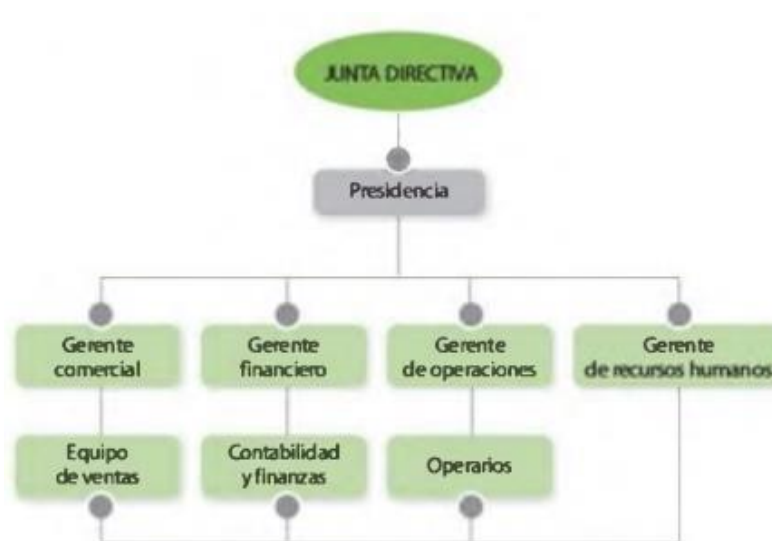 JUNTA DIRECTIVA
Presidencia
Gerente
comercial
Gerente
financiero
Gerente
de operaciones
Gerente
de recursos humanos
Equipo
de ventas
Contabilidad
y finanzas
Operarios